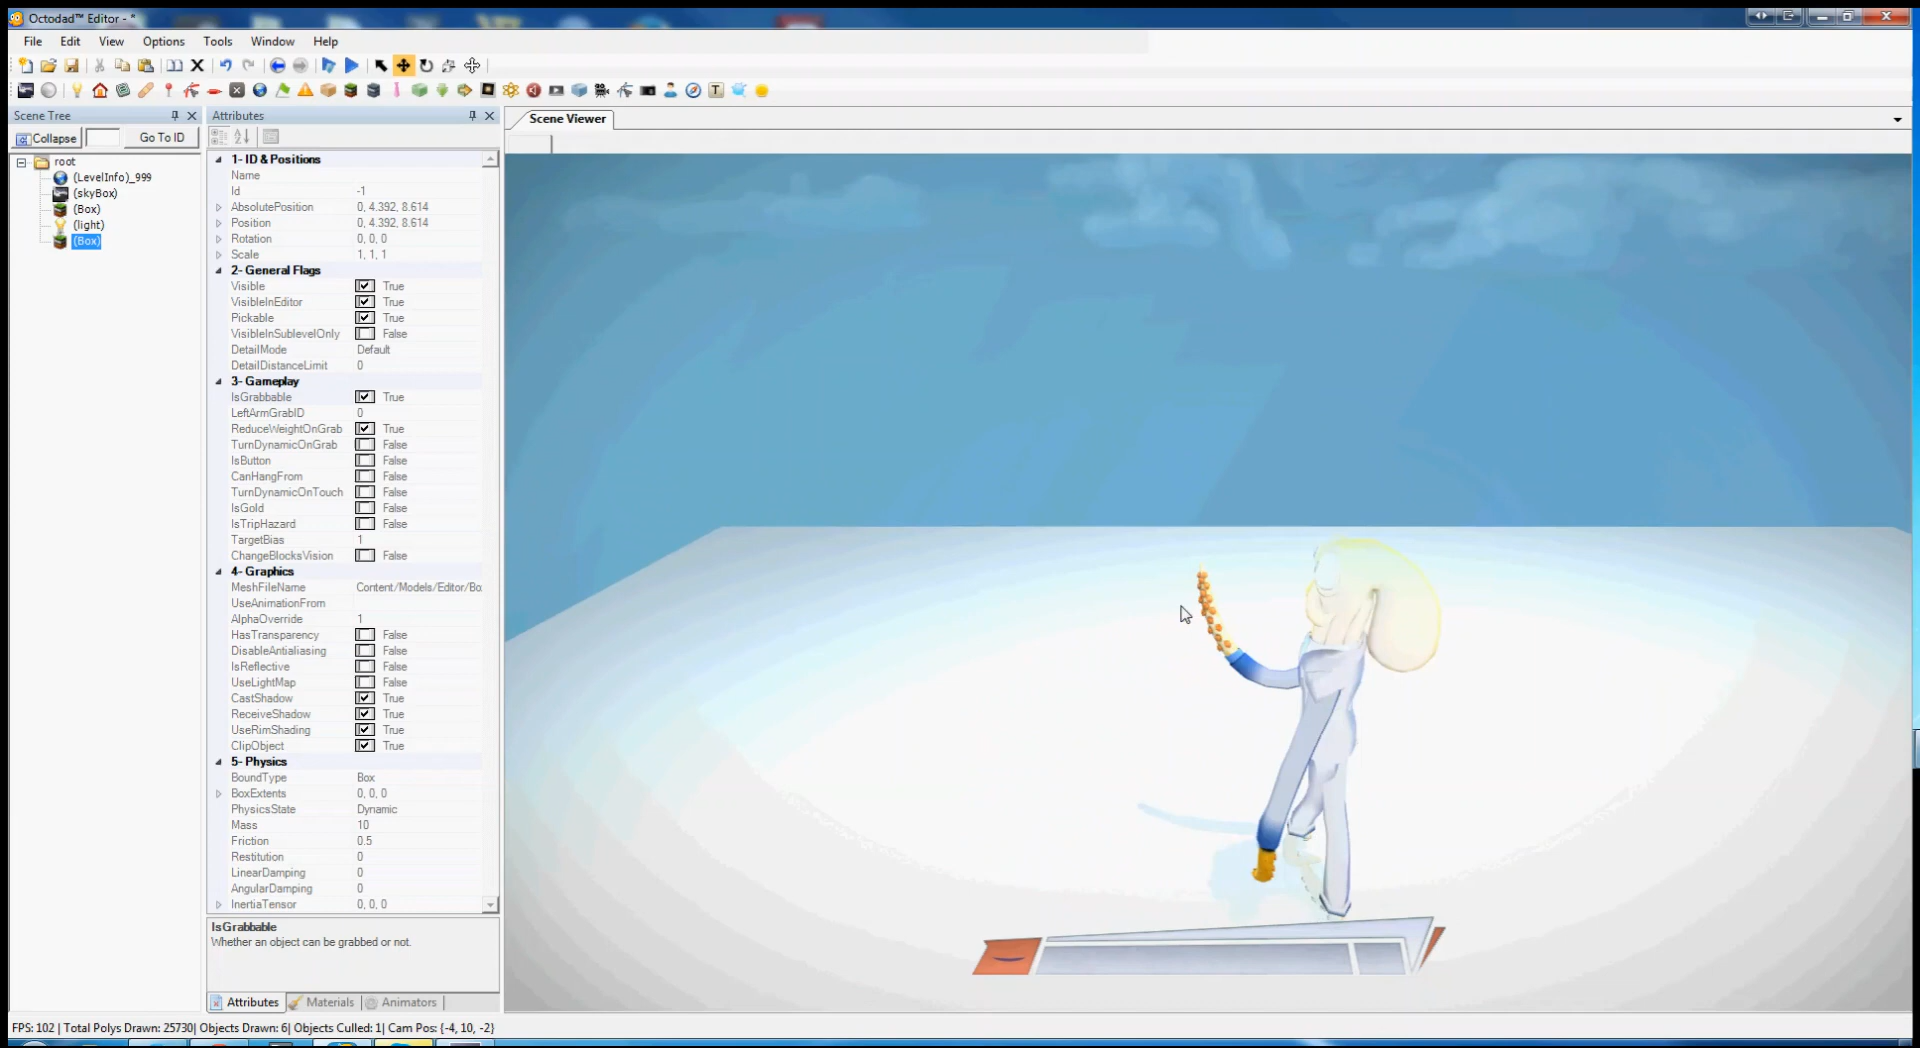 Octodad™ Editor - *
File Edit View Options Tools Window Help
Scene Tree
Attributes
Scene Viewer
Collapse Go To ID
root
(LevelInfo)_999
(skyBox)
(Box)
(light)
(Box)
1- ID & Positions
Name
Id -1
AbsolutePosition 0, 4.392, 8.614
Position 0, 4.392, 8.614
Rotation 0, 0, 0
Scale 1, 1, 1
2- General Flags
Visible True
VisibleInEditor True
Pickable True
VisibleInSublevelOnly False
DetailMode Default
DetailDistanceLimit 0
3- Gameplay
IsGrabbable True
LeftArmGrabID 0
ReduceWeightOnGrab True
TurnDynamicOnGrab False
IsButton False
CanHangFrom False
TurnDynamicOnTouch False
IsGold False
IsTripHazard False
TargetBias 1
ChangeBlocksVision False
4- Graphics
MeshFileName Content/Models/Editor/Bo
UseAnimationFrom
AlphaOverride 1
HasTransparency False
DisableAntialiasing False
IsReflective False
UseLightMap False
CastShadow True
ReceiveShadow True
UseRimShading True
ClipObject True
5- Physics
BoundType Box
BoxExtents 0, 0, 0
PhysicsState Dynamic
Mass 10
Friction 0.5
Restitution 0
LinearDamping 0
AngularDamping 0
InertiaTensor 0, 0, 0
IsGrabbable
Whether an object can be grabbed or not.
Attributes Materials Animators
FPS: 102 | Total Polys Drawn: 25730| Objects Drawn: 6| Objects Culled: 1| Cam Pos: {-4, 10, -2}